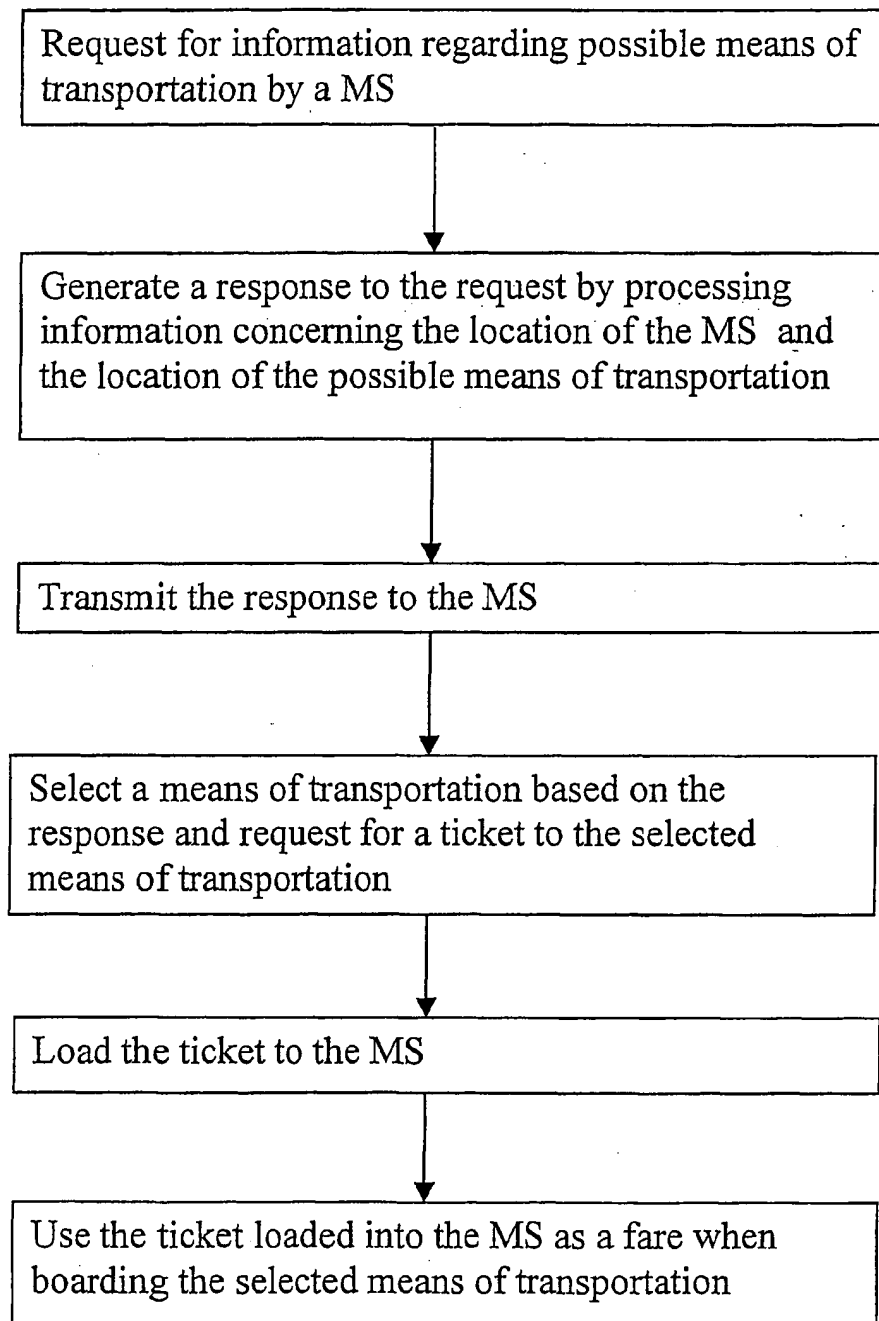 Request for information regarding possible means of
transportation by a MS
Generate a response to the request by processing
information concerning the location of the MS and
the location of the possible means of transportation
Transmit the response to the MS
Select a means of transportation based on the
response and request for a ticket to the selected
means of transportation
Load the ticket to the MS
Use the ticket loaded into the MS as a fare when
boarding the selected means of transportation